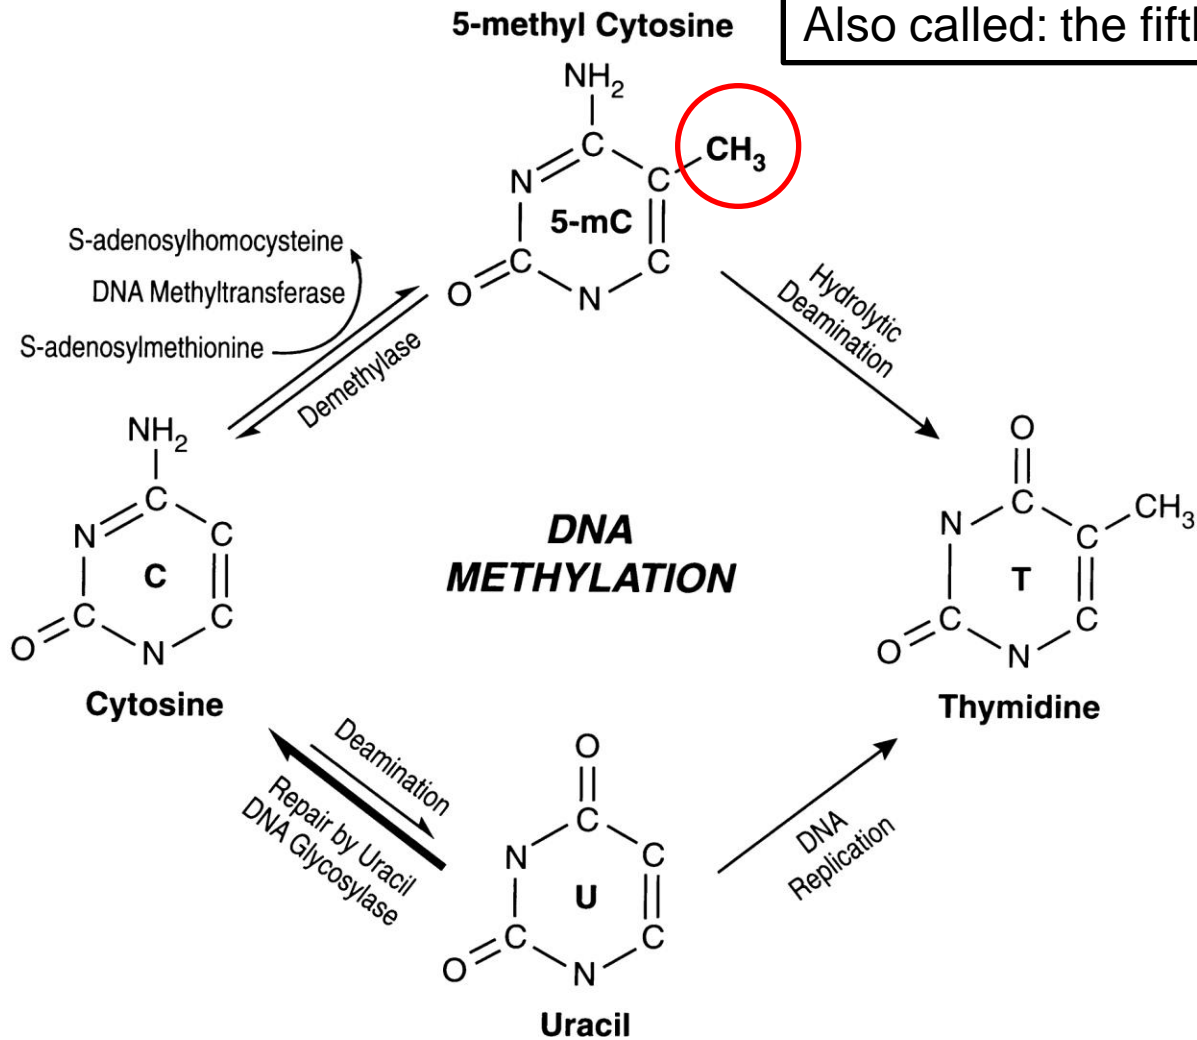 5-methyl Cytosine
Also called: the fifth
NH2
C
CH3
N
C
5-mC
C
C
O
N
S-adenosylhomocysteine
DNA Methyltransferase
S-adenosylmethionine
Demethylase
Hydrolytic
Deamination
NH2
C
N
C
C
C
C
O
N
Cytosine
DNA
METHYLATION
O
C
CH3
N
C
T
C
C
O
N
Thymidine
Deamination
Repair by Uracil
DNA Glycosylase
O
C
N
C
U
C
C
O
N
Uracil
DNA
Replication